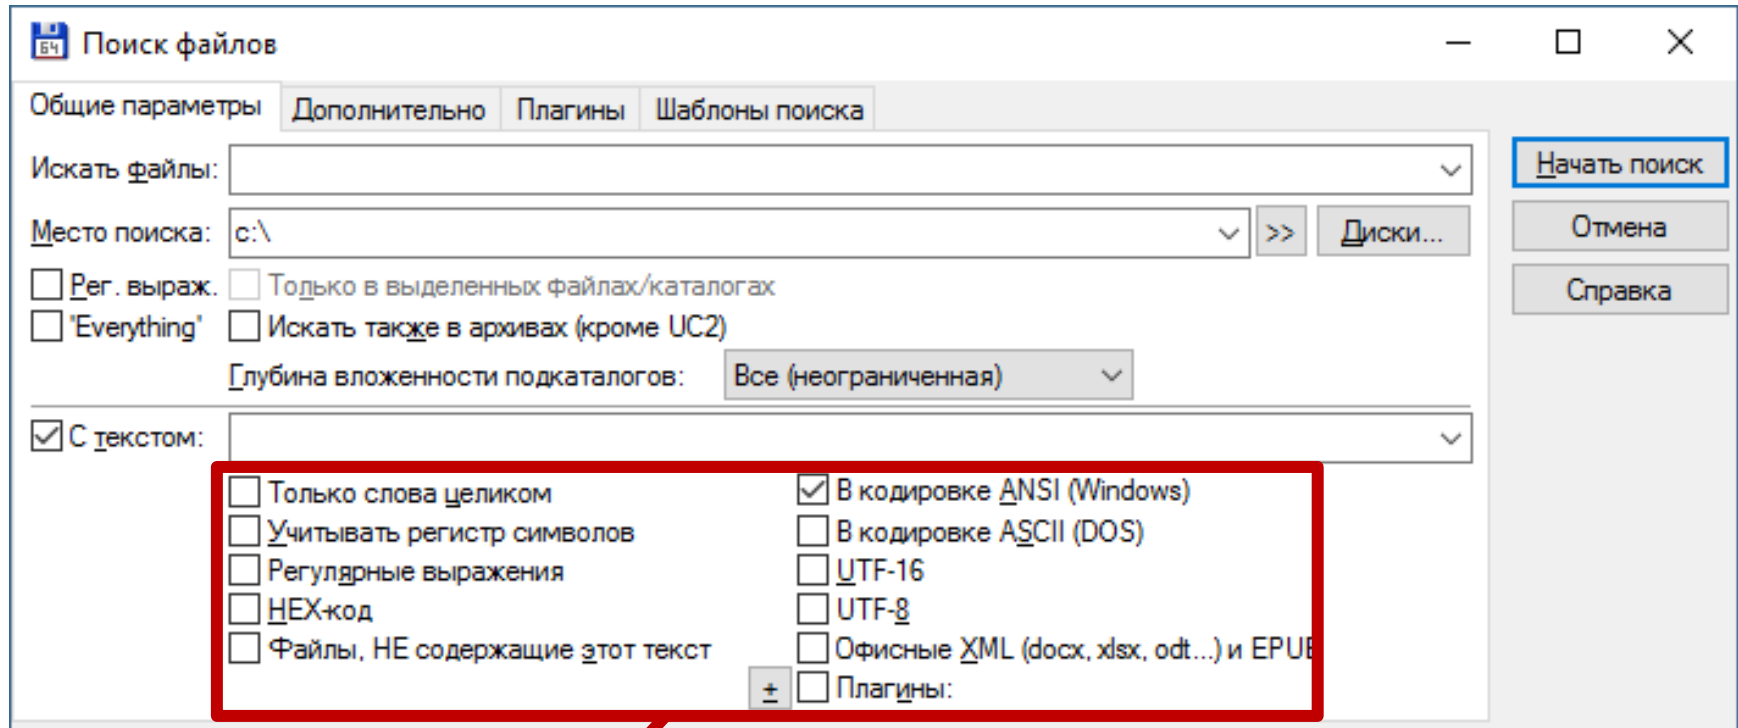 64 Поиск файлов
Общие параметры Дополнительно Плагины Шаблоны поиска
Искать файлы: Начать поиск
Место поиска: c:\ >> Диски... Отмена
Рег. выраж. Только в выделенных файлах/каталогах Справка
'Everything' Искать также в архивах (кроме UC2)
Глубина вложенности подкаталогов: Все (неограниченная)
С текстом:
Только слова целиком В кодировке ANSI (Windows)
Учитывать регистр символов В кодировке ASCII (DOS)
Регулярные выражения UTF-16
HEX-код UTF-8
Файлы, НЕ содержащие этот текст Офисные XML (docx, xlsx, odt...) и EPUB
± Плагины: